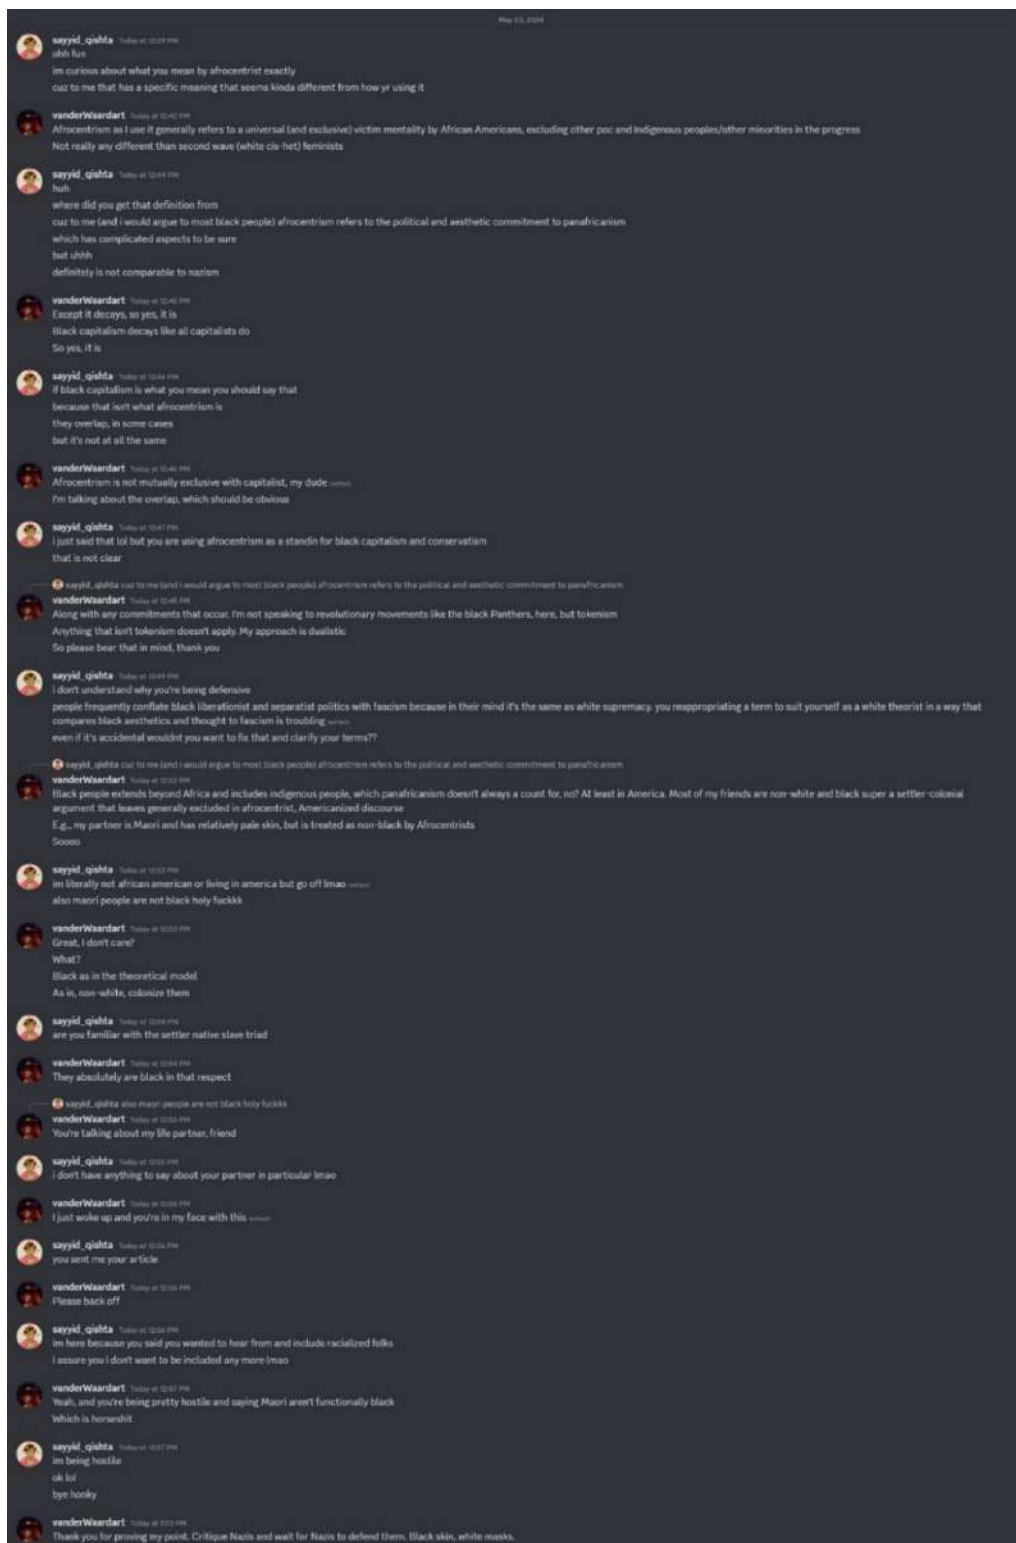 May 23, 2024
sayyid_qishta
ohh fun
im curious about what you mean by afrocentrist exactly
cuz to me that has a specific meaning that seems kinda different from how yr using it
vanderWaardart
Afrocentrism as I use it generally refers to a universal (and exclusive) victim mentality by African Americans, excluding other poc and Indigenous peoples/other minorities in the progress
Not really any different than second wave (white cis-het) feminists
sayyid_qishta
huh
where did you get that definition from
cuz to me (and i would argue to most black people) afrocentrism refers to the political and aesthetic commitment to panafricanism
which has complicated aspects to be sure
but uhhh
definitely is not comparable to nazism
vanderWaardart
Except it decays, so yes, it is
Black capitalism decays like all capitalists do
So yes, it is
sayyid_qishta
if black capitalism is what you mean you should say that
because that isn't what afrocentrism is
they overlap, in some cases
but it's not at all the same
vanderWaardart
Afrocentrism is not mutually exclusive with capitalist, my dude (edited)
I'm talking about the overlap, which should be obvious
sayyid_qishta
i just said that lol but you are using afrocentrism as a standin for black capitalism and conservatism
that is not clear
sayyid_qishta cuz to me (and i would argue to most black people) afrocentrism refers to the political and aesthetic commitment to panafricanism
vanderWaardart
Along with any commitments that occur. I'm not speaking to revolutionary movements like the black Panthers, here, but tokenism
Anything that isn't tokenism doesn't apply. My approach is dualistic
So please bear that in mind, thank you
sayyid_qishta
i don't understand why you're being defensive
people frequently conflate black liberationist and separatist politics with fascism because in their mind it's the same as white supremacy. you reappropriating a term to suit yourself as a white theorist in a way that
compares black aesthetics and thought to fascism is troubling (edited)
even if it's accidental wouldnt you want to fix that and clarify your terms??
sayyid_qishta cuz to me (and i would argue to most black people) afrocentrism refers to the political and aesthetic commitment to panafricanism
vanderWaardart
Black people extends beyond Africa and includes indigenous people, which panafricanism doesn't always a count for, no? At least in America. Most of my friends are non-white and black super a settler-colonial
argument that leaves generally excluded in afrocentrist, Americanized discourse
E.g., my partner is Maori and has relatively pale skin, but is treated as non-black by Afrocentrists
Soooo
sayyid_qishta
im literally not african american or living in america but go off lmao (edited)
also maori people are not black holy fuckkk
vanderWaardart
Great, I don't care?
What?
Black as in the theoretical model
As in, non-white, colonize them
sayyid_qishta
are you familiar with the settler native slave triad
vanderWaardart
They absolutely are black in that respect
sayyid_qishta also maori people are not black holy fuckkk
vanderWaardart
You're talking about my life partner, friend
sayyid_qishta
i don't have anything to say about your partner in particular lmao
vanderWaardart
I just woke up and you're in my face with this (edited)
sayyid_qishta
you sent me your article
vanderWaardart
Please back off
sayyid_qishta
im here because you said you wanted to hear from and include racialized folks
i assure you i don't want to be included any more lmao
vanderWaardart
Yeah, and you're being pretty hostile and saying Maori aren't functionally black
Which is horseshit
sayyid_qishta
im being hostile
ok lol
bye honky
vanderWaardart
Thank you for proving my point. Critique Nazis and wait for Nazis to defend them. Black skin, white masks.